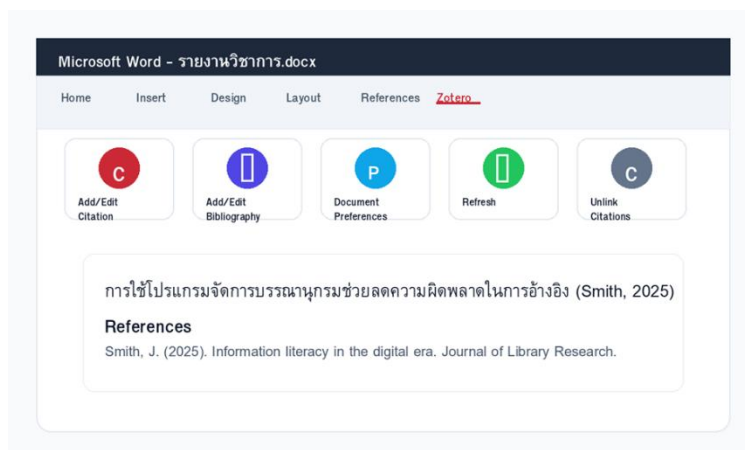 Microsoft Word - รายงานวิชาการ.docx
Home Insert Design Layout References Zotero
C P C
Add/Edit Citation
Add/Edit Bibliography
Document Preferences
Refresh
Unlink Citations
การใช้โปรแกรมจัดการบรรณานุกรมช่วยลดความผิดพลาดในการอ้างอิง (Smith, 2025)
References
Smith, J. (2025). Information literacy in the digital era. Journal of Library Research.